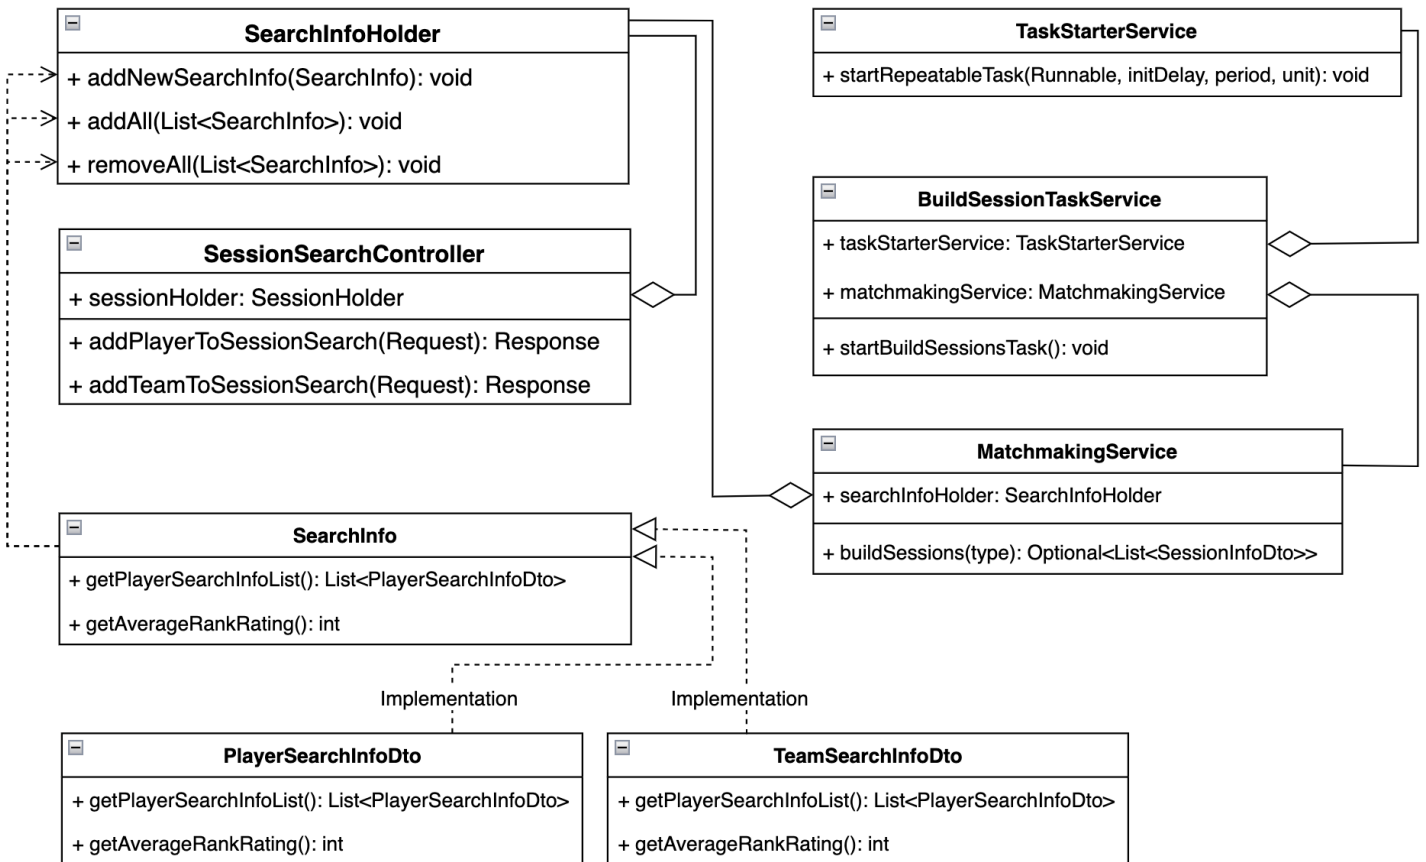 SearchInfoHolder
+ addNewSearchInfo(SearchInfo): void
+ addAll(List<SearchInfo>): void
+ removeAll(List<SearchInfo>): void
SessionSearchController
+ sessionHolder: SessionHolder
+ addPlayerToSessionSearch(Request): Response
+ addTeamToSessionSearch(Request): Response
SearchInfo
+ getPlayerSearchInfoList(): List<PlayerSearchInfoDto>
+ getAverageRankRating(): int
TaskStarterService
+ startRepeatableTask(Runnable, initDelay, period, unit): void
BuildSessionTaskService
+ taskStarterService: TaskStarterService
+ matchmakingService: MatchmakingService
+ startBuildSessionsTask(): void
MatchmakingService
+ searchInfoHolder: SearchInfoHolder
+ buildSessions(type): Optional<List<SessionInfoDto>>
Implementation
Implementation
PlayerSearchInfoDto
+ getPlayerSearchInfoList(): List<PlayerSearchInfoDto>
+ getAverageRankRating(): int
TeamSearchInfoDto
+ getPlayerSearchInfoList(): List<PlayerSearchInfoDto>
+ getAverageRankRating(): int